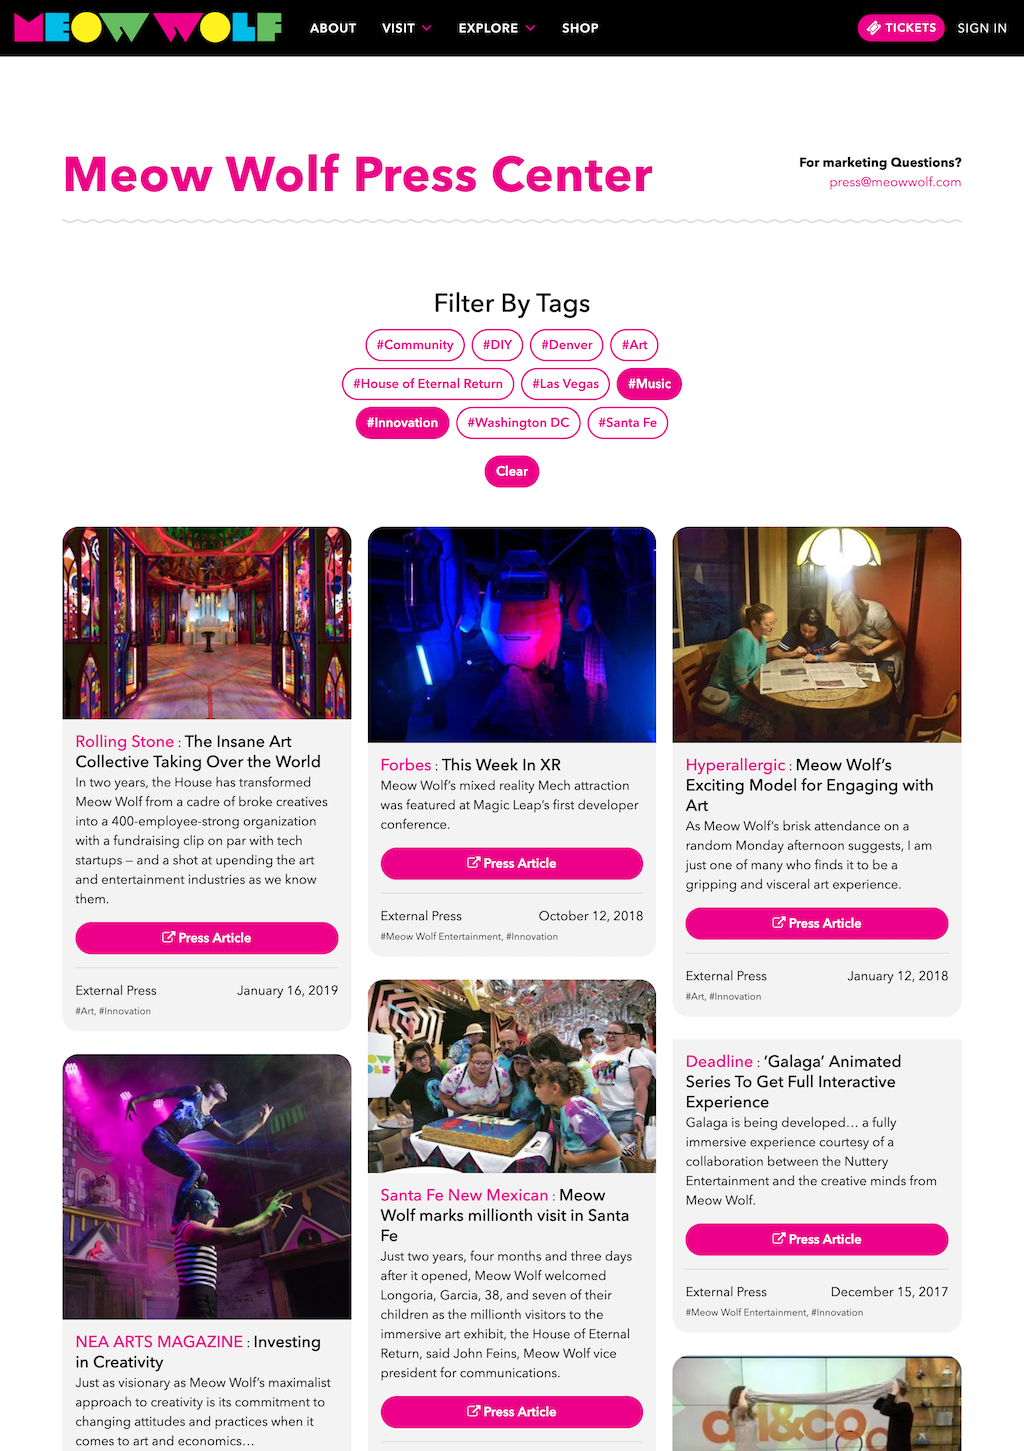 MEOW WOLF
ABOUT
VISIT
EXPLORE
SHOP
TICKETS
SIGN IN
Meow Wolf Press Center
For marketing Questions?
press@meowwolf.com
Filter By Tags
#Community
#DIY
#Denver
#Art
#House of Eternal Return
#Las Vegas
#Music
#Innovation
#Washington DC
#Santa Fe
Clear
Rolling Stone : The Insane Art
Collective Taking Over the World
In two years, the House has transformed
Meow Wolf from a cadre of broke creatives
into a 400-employee-strong organization
with a fundraising clip on par with tech
startups – and a shot at upending the art
and entertainment industries as we know
them.
Press Article
External Press
January 16, 2019
#Art, #Innovation
NEA ARTS MAGAZINE : Investing
in Creativity
Just as visionary as Meow Wolf's maximalist
approach to creativity is its commitment to
changing attitudes and practices when it
comes to art and economics…
Forbes : This Week In XR
Meow Wolf's mixed reality Mech attraction
was featured at Magic Leap's first developer
conference.
Press Article
External Press
October 12, 2018
#Meow Wolf Entertainment, #Innovation
Santa Fe New Mexican : Meow
Wolf marks millionth visit in Santa
Fe
Just two years, four months and three days
after it opened, Meow Wolf welcomed
Longoria, Garcia, 38, and seven of their
children as the millionth visitors to the
immersive art exhibit, the House of Eternal
Return, said John Feins, Meow Wolf vice
president for communications.
Press Article
Hyperallergic : Meow Wolf's
Exciting Model for Engaging with
Art
As Meow Wolf's brisk attendance on a
random Monday afternoon suggests, I am
just one of many who finds it to be a
gripping and visceral art experience.
Press Article
External Press
January 12, 2018
#Art, #Innovation
Deadline : 'Galaga' Animated
Series To Get Full Interactive
Experience
Galaga is being developed… a fully
immersive experience courtesy of a
collaboration between the Nuttery
Entertainment and the creative minds from
Meow Wolf.
Press Article
External Press
December 15, 2017
#Meow Wolf Entertainment, #Innovation